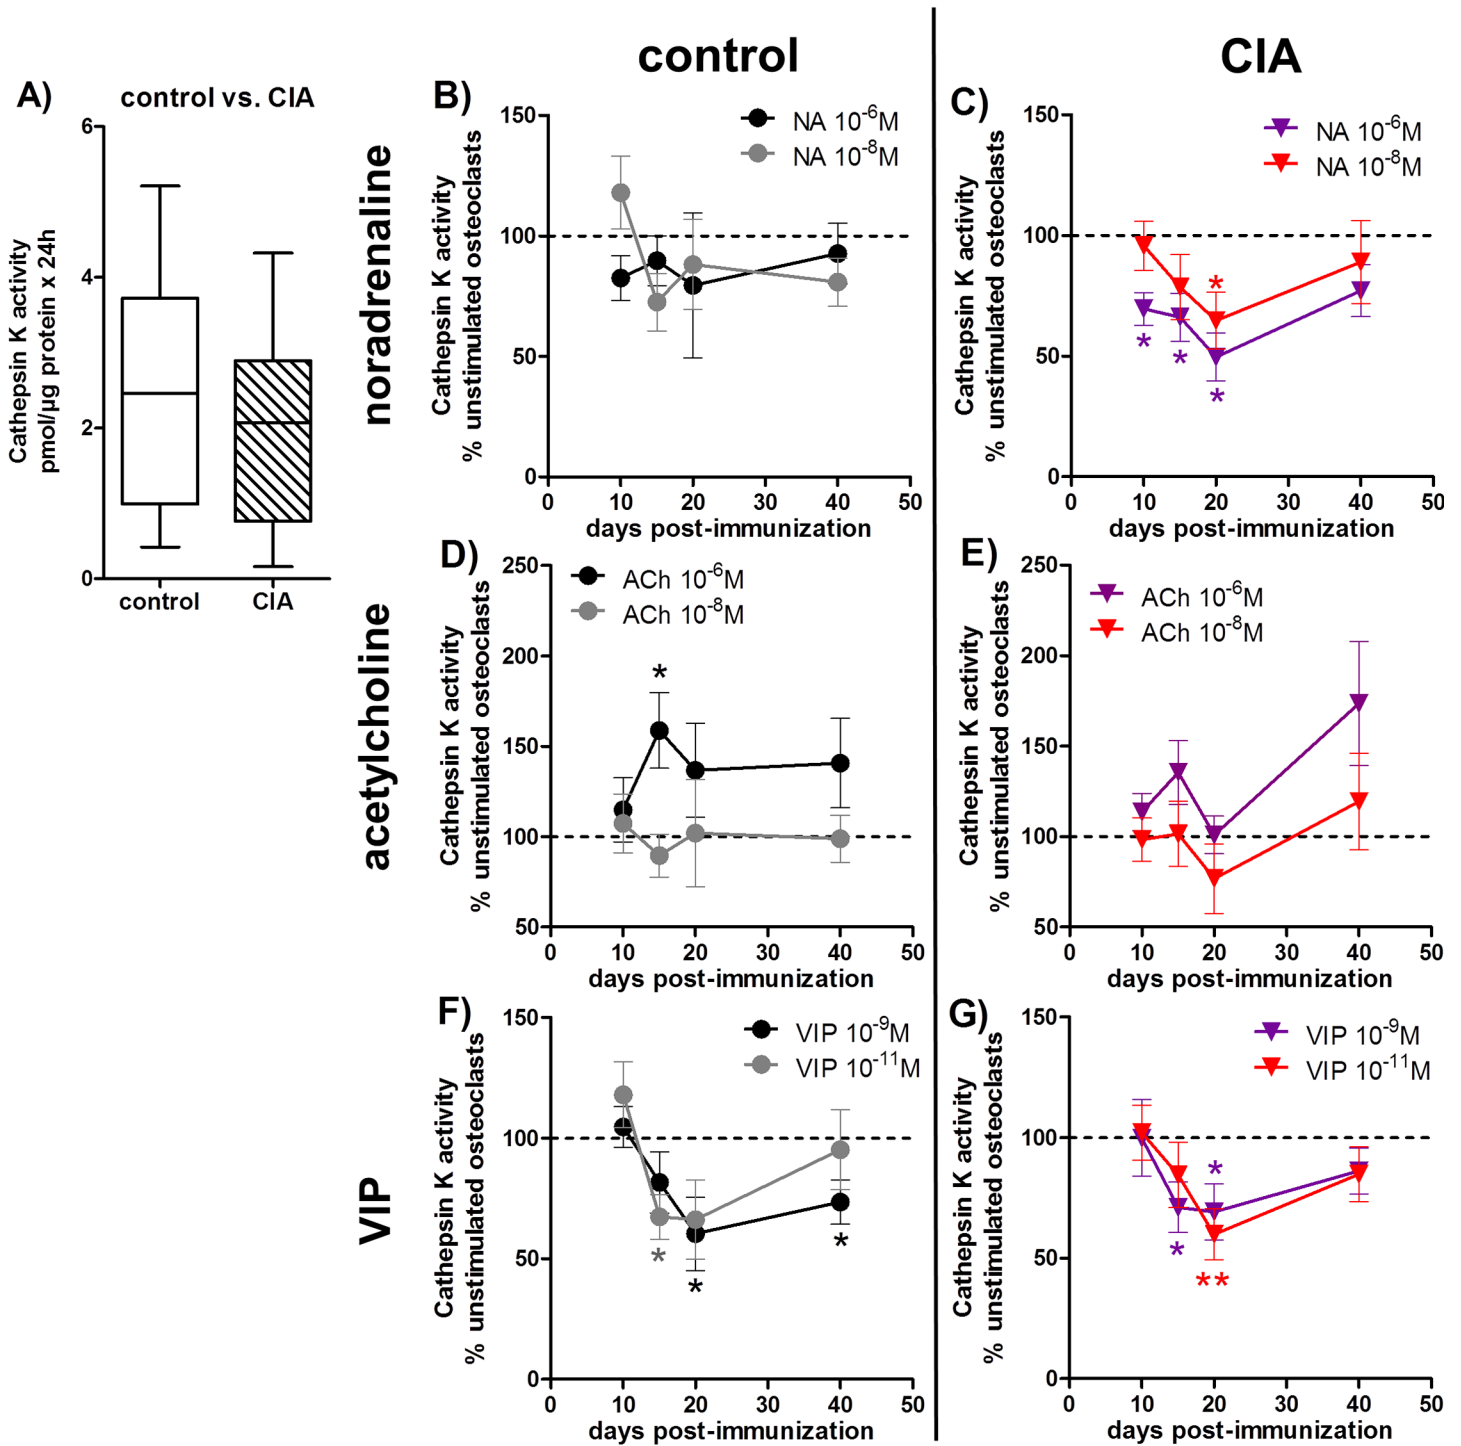 control
CIA
A)
control vs. CIA
Cathepsin K activity
pmol/µg protein x 24h
6
4
2
0
control
CIA
noradrenaline
B)
Cathepsin K activity
% unstimulated osteoclasts
150
100
50
0
NA 10-6M
NA 10-8M
0 10 20 30 40 50
days post-immunization
C)
Cathepsin K activity
% unstimulated osteoclasts
150
100
50
0
NA 10-6M
NA 10-8M
*
*
*
*
0 10 20 30 40 50
days post-immunization
acetylcholine
D)
Cathepsin K activity
% unstimulated osteoclasts
250
200
150
100
50
ACh 10-6M
ACh 10-8M
*
0 10 20 30 40 50
days post-immunization
E)
Cathepsin K activity
% unstimulated osteoclasts
250
200
150
100
50
ACh 10-6M
ACh 10-8M
0 10 20 30 40 50
days post-immunization
VIP
F)
Cathepsin K activity
% unstimulated osteoclasts
150
100
50
0
VIP 10-9M
VIP 10-11M
*
*
*
0 10 20 30 40 50
days post-immunization
G)
Cathepsin K activity
% unstimulated osteoclasts
150
100
50
0
VIP 10-9M
VIP 10-11M
*
*
**
0 10 20 30 40 50
days post-immunization